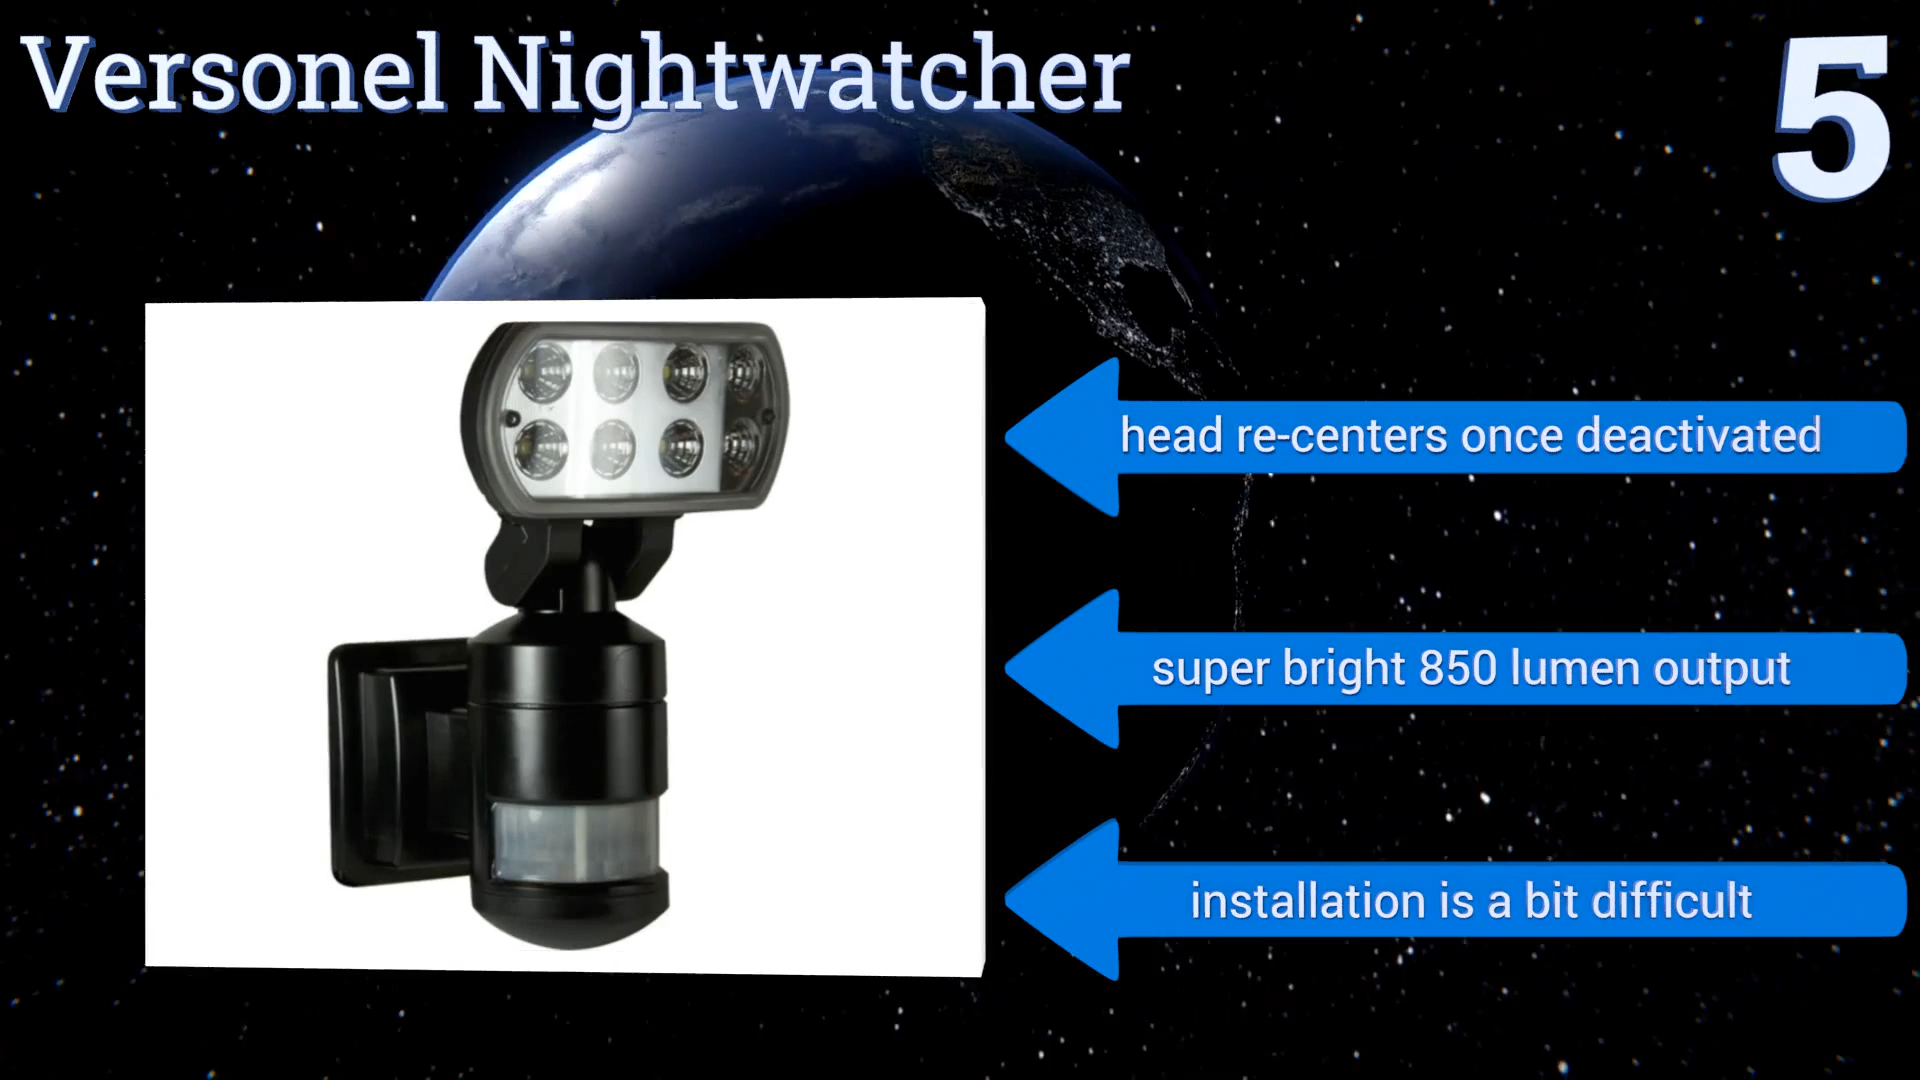 Versonel Nightwatcher
5
head re-centers once deactivated
super bright 850 lumen output
installation is a bit difficult